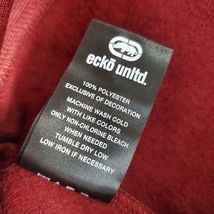 eckō unltd.
100% POLYESTER
EXCLUSIVE OF DECORATION
MACHINE WASH COLD
WITH LIKE COLORS
ONLY NON-CHLORINE BLEACH
WHEN NEEDED
TUMBLE DRY LOW
LOW IRON IF NECESSARY